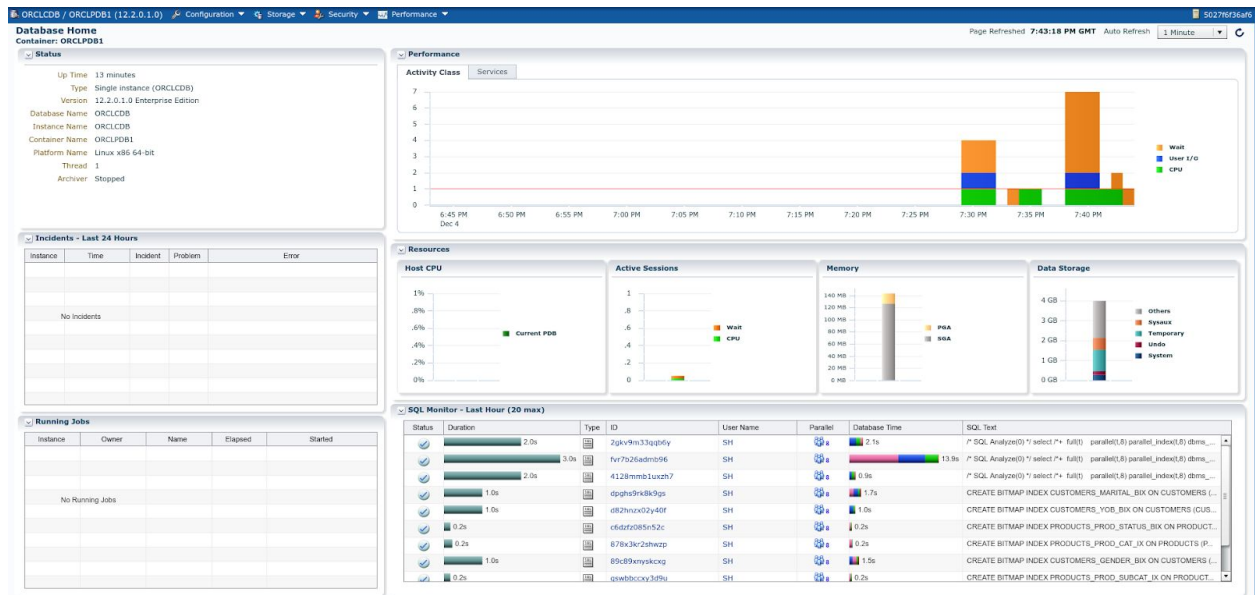 ORCLCDB / ORCLPDB1 (12.2.0.1.0) Configuration Storage Security Performance 5027f6f36af6
Database Home
Container: ORCLPDB1
Page Refreshed 7:43:18 PM GMT Auto Refresh 1 Minute
Status
Up Time 13 minutes
Type Single instance (ORCLCDB)
Version 12.2.0.1.0 Enterprise Edition
Database Name ORCLCDB
Instance Name ORCLCDB
Container Name ORCLPDB1
Platform Name Linux x86 64-bit
Thread 1
Archiver Stopped
Performance
Activity Class Services
7
6
5
4
3
2
1
0
6:45 PM 6:50 PM 6:55 PM 7:00 PM 7:05 PM 7:10 PM 7:15 PM 7:20 PM 7:25 PM 7:30 PM 7:35 PM 7:40 PM
Dec 4
Wait
User I/O
CPU
Incidents - Last 24 Hours
Instance Time Incident Problem Error
No Incidents
Resources
Host CPU
1%
.8%
.6%
.4%
.2%
0%
Current PDB
Active Sessions
1
.8
.6
.4
.2
0
Wait
CPU
Memory
140 MB
120 MB
100 MB
80 MB
60 MB
40 MB
20 MB
0 MB
PGA
SGA
Data Storage
4 GB
3 GB
2 GB
1 GB
0 GB
Others
Sysaux
Temporary
Undo
System
Running Jobs
Instance Owner Name Elapsed Started
No Running Jobs
SQL Monitor - Last Hour (20 max)
Status Duration Type ID User Name Parallel Database Time SQL Text
2.0s 2gkv9m33gqb6y SH 8 2.1s /* SQL Analyze(0) */ select /*+ full(t) parallel(t,8) parallel_index(t,8) dbms_...
3.0s fvr7b26admb96 SH 8 13.9s /* SQL Analyze(0) */ select /*+ full(t) parallel(t,8) parallel_index(t,8) dbms_...
2.0s 4128mmb1uxzh7 SH 8 0.9s /* SQL Analyze(0) */ select /*+ full(t) parallel(t,8) parallel_index(t,8) dbms_...
1.0s dpghs9rk8k9gs SH 8 1.7s CREATE BITMAP INDEX CUSTOMERS_MARITAL_BIX ON CUSTOMERS (...
1.0s d82hnzx02y40f SH 8 1.0s CREATE BITMAP INDEX CUSTOMERS_YOB_BIX ON CUSTOMERS (CUS...
0.2s c6dzfz085n52c SH 8 0.2s CREATE BITMAP INDEX PRODUCTS_PROD_STATUS_BIX ON PRODUCT...
0.2s 878x3kr2shwzp SH 8 0.2s CREATE INDEX PRODUCTS_PROD_CAT_IX ON PRODUCTS (P...
1.0s 89c89xnyskcxg SH 8 1.5s CREATE BITMAP INDEX CUSTOMERS_GENDER_BIX ON CUSTOMERS (...
0.2s gswbbccxy3d9u SH 8 0.2s CREATE BITMAP INDEX PRODUCTS_PROD_SUBCAT_IX ON PRODUCT...